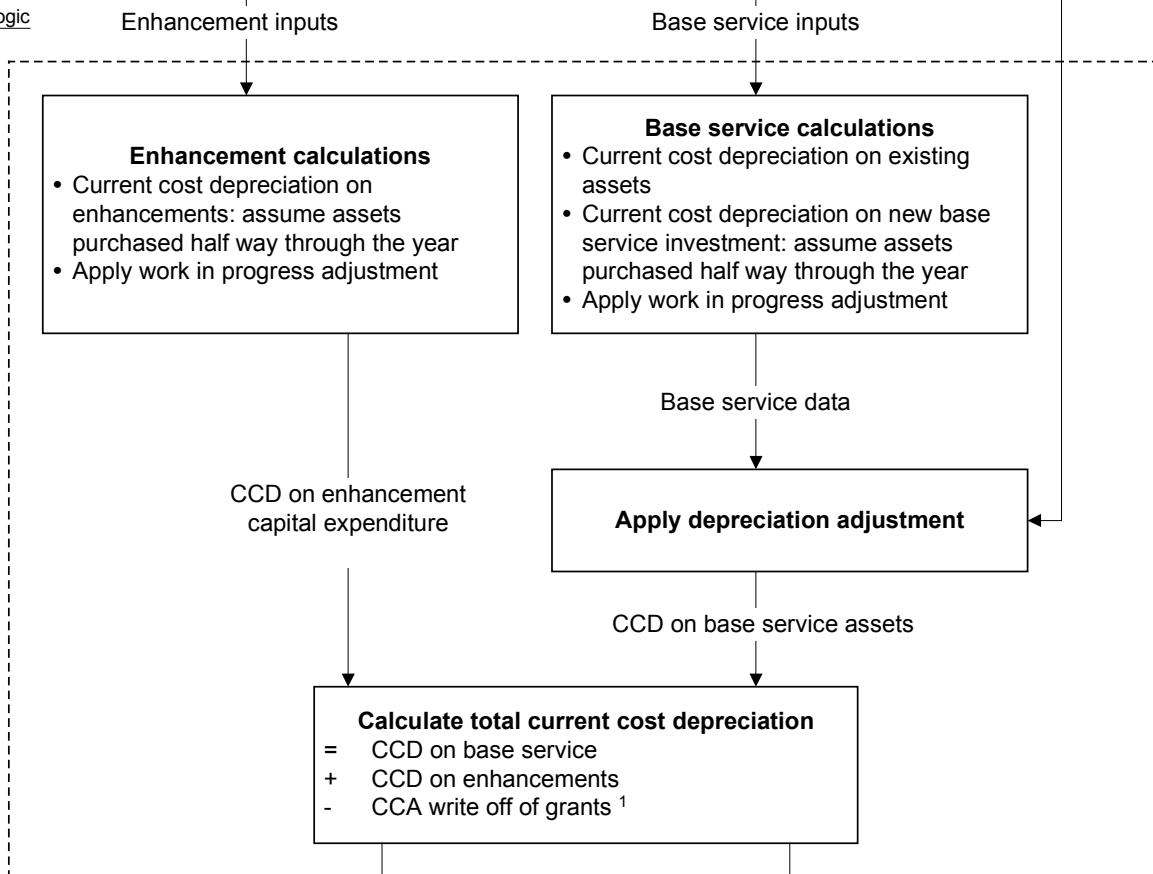 Enhancement inputs
Base service inputs
Enhancement calculations
• Current cost depreciation on
enhancements: assume assets
purchased half way through the year
• Apply work in progress adjustment
Base service calculations
• Current cost depreciation on existing
assets
• Current cost depreciation on new base
service investment: assume assets
purchased half way through the year
• Apply work in progress adjustment
Base service data
CCD on enhancement
capital expenditure
Apply depreciation adjustment
CCD on base service assets
Calculate total current cost depreciation
= CCD on base service
+ CCD on enhancements
- CCA write off of grants 1